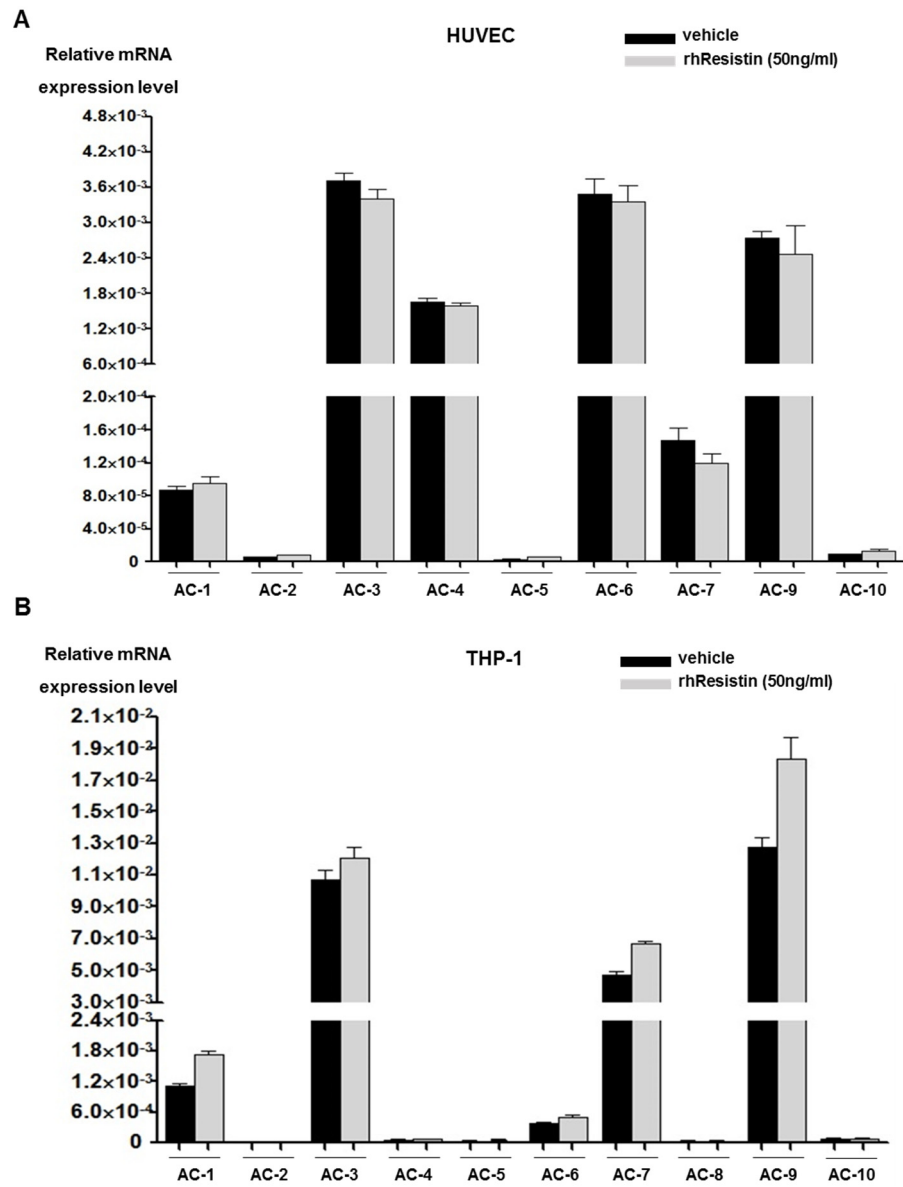 A
HUVEC
vehicle
rhResistin (50ng/ml)
Relative mRNA
expression level
4.8×10⁻³
4.2×10⁻³
3.6×10⁻³
3.0×10⁻³
2.4×10⁻³
1.8×10⁻³
1.2×10⁻³
6.0×10⁻⁴
2.0×10⁻⁴
1.6×10⁻⁴
1.2×10⁻⁴
8.0×10⁻⁵
4.0×10⁻⁵
0
AC-1 AC-2 AC-3 AC-4 AC-5 AC-6 AC-7 AC-9 AC-10
B
THP-1
vehicle
rhResistin (50ng/ml)
Relative mRNA
expression level
2.1×10⁻²
1.9×10⁻²
1.7×10⁻²
1.5×10⁻²
1.3×10⁻²
1.1×10⁻²
9.0×10⁻³
7.0×10⁻³
5.0×10⁻³
3.0×10⁻³
2.4×10⁻³
1.8×10⁻³
1.2×10⁻³
6.0×10⁻⁴
0
AC-1 AC-2 AC-3 AC-4 AC-5 AC-6 AC-7 AC-8 AC-9 AC-10